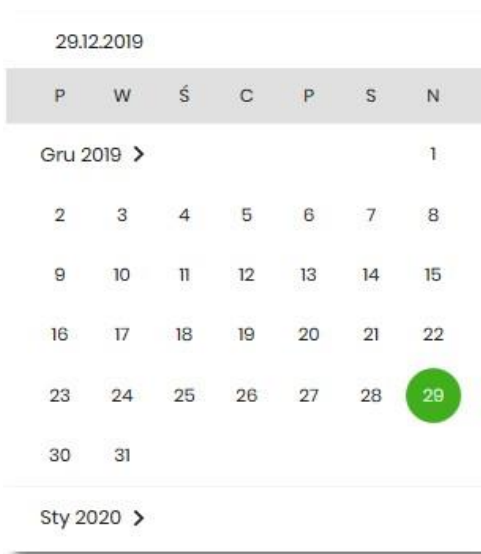 29.12.2019
P W Ś C P S N
Gru 2019 1
2 3 4 5 6 7 8
9 10 11 12 13 14 15
16 17 18 19 20 21 22
23 24 25 26 27 28 29
30 31
Sty 2020